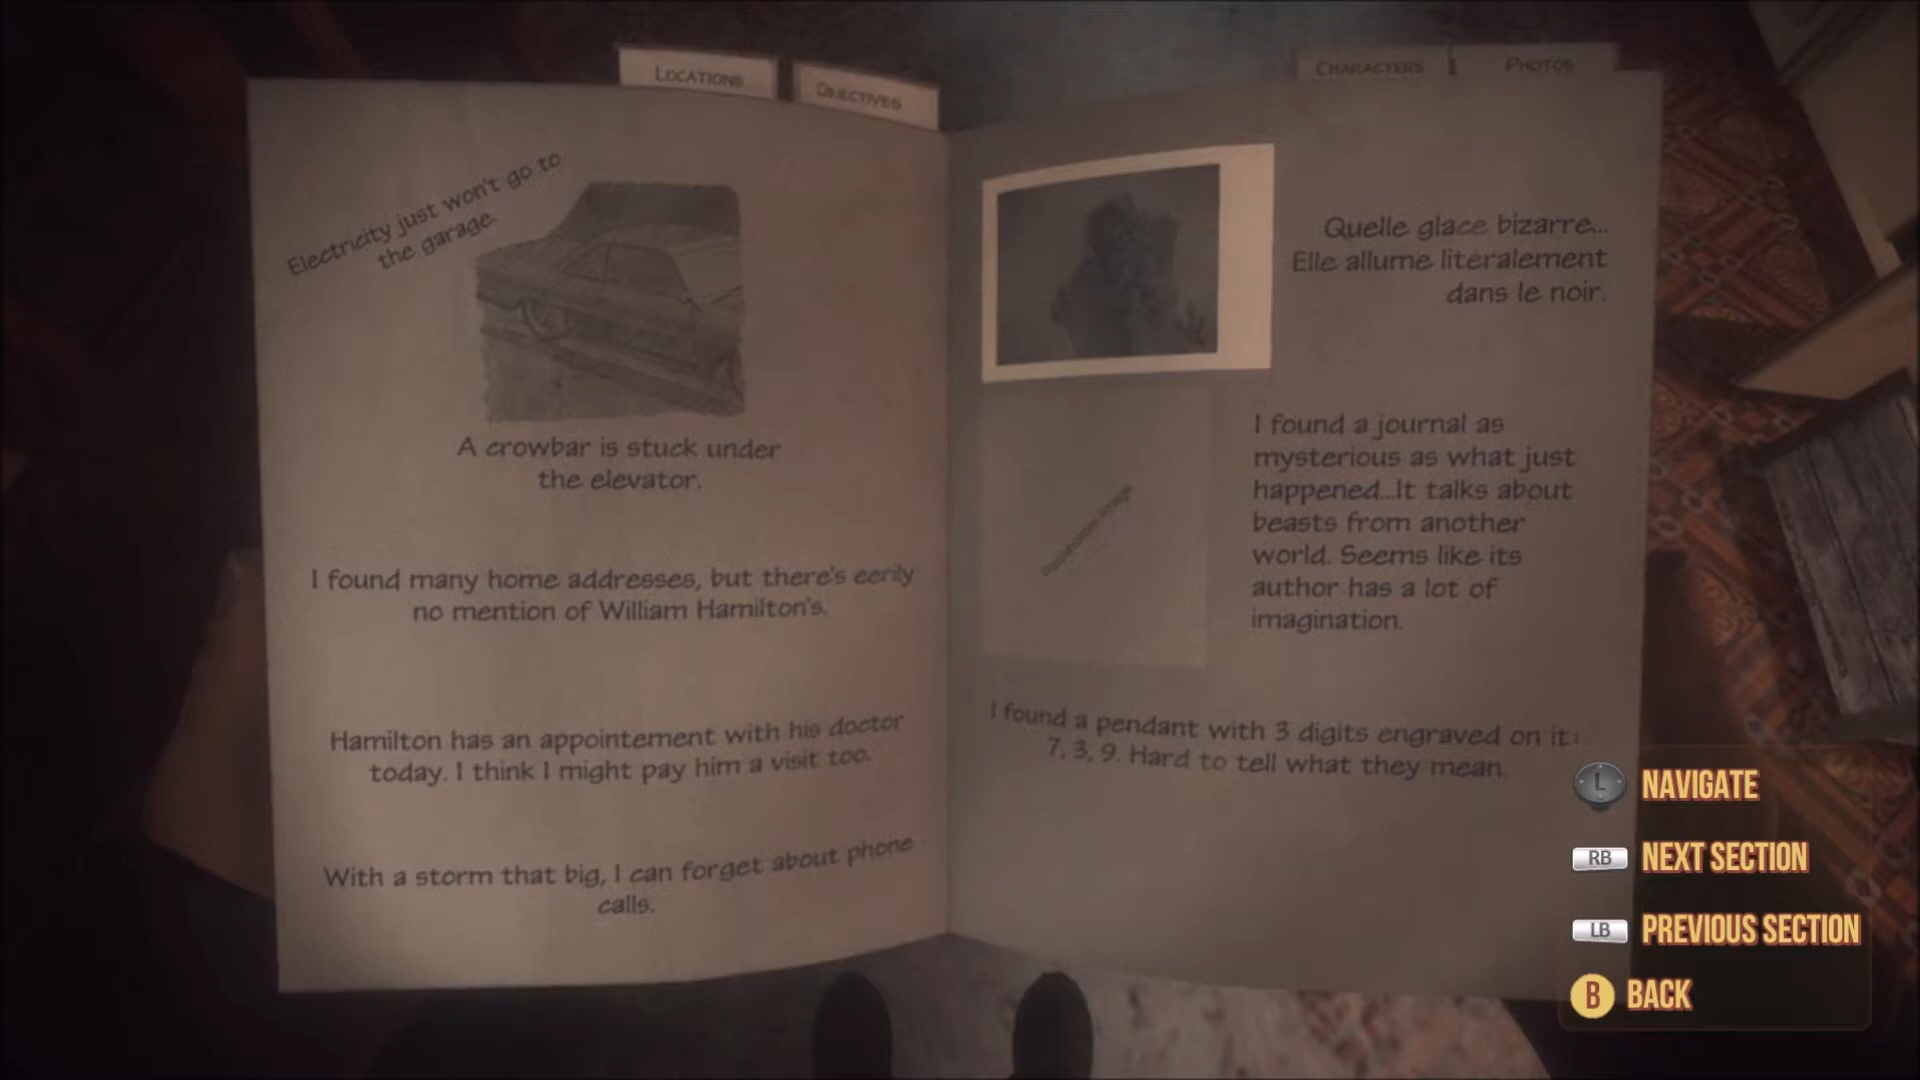 LOCATIONS
OBJECTIVES
CHARACTERS
PHOTOS
Electricity just won't go to
the garage.
A crowbar is stuck under
the elevator.
I found many home addresses, but there's eerily
no mention of William Hamilton's.
Hamilton has an appointement with his doctor
today. I think I might pay him a visit too.
With a storm that big, I can forget about phone
calls.
Quelle glace bizarre...
Elle allume literalement
dans le noir.
I found a journal as
mysterious as what just
happened...It talks about
beasts from another
world. Seems like its
author has a lot of
imagination.
I found a pendant with 3 digits engraved on it:
7, 3, 9. Hard to tell what they mean.
L NAVIGATE
RB NEXT SECTION
LB PREVIOUS SECTION
B BACK